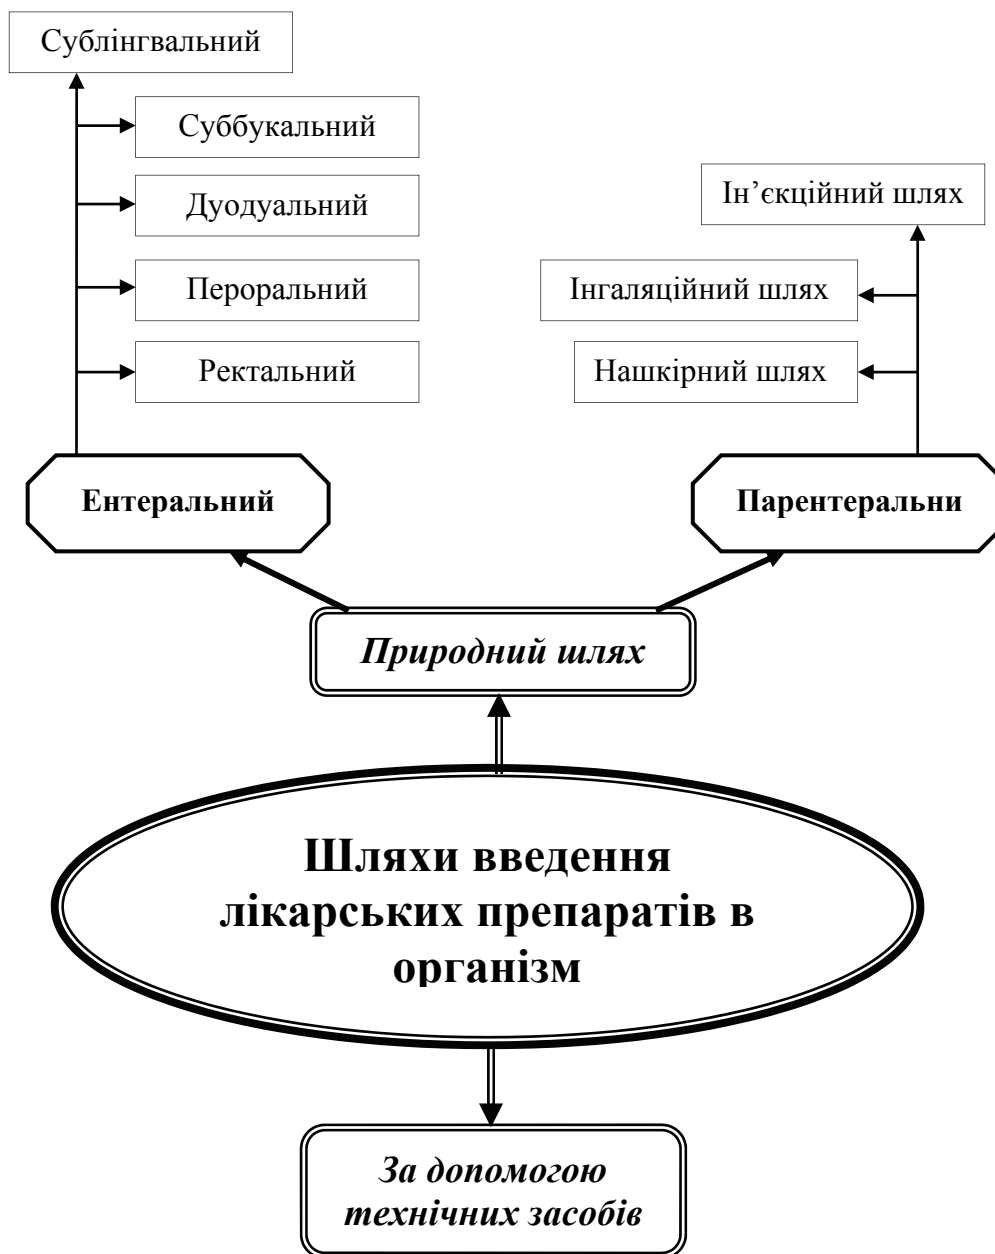 Сублінгвальний
Суббукальний
Дуодуальний
Пероральний
Ректальний
Ін’єкційний шлях
Інгаляційний шлях
Нашкірний шлях
Ентеральний
Парентеральни
Природний шлях
Шляхи введення
лікарських препаратів в
організм
За допомогою
технічних засобів